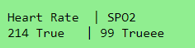 Heart Rate | SPO2
214 True | 99 Trueee